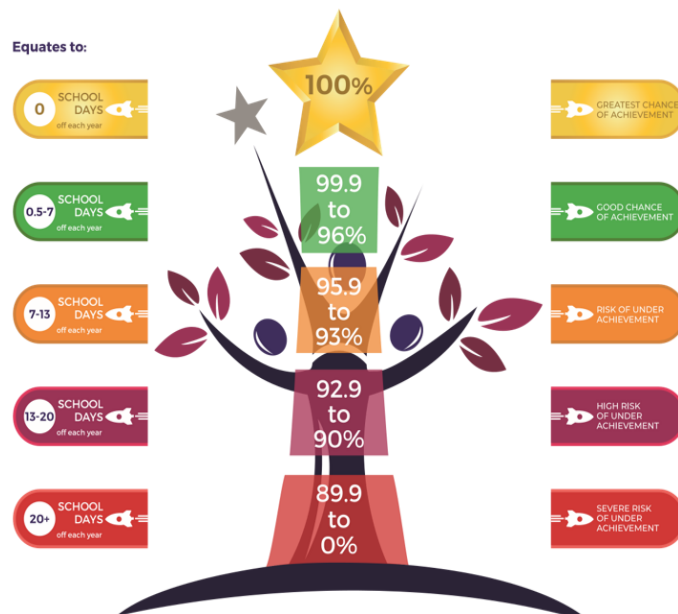 Equates to:
100%
0
SCHOOL
DAYS
off each year
GREATEST CHANCE
OF ACHIEVEMENT
0.5-7
SCHOOL
DAYS
off each year
99.9
to
96%
GOOD CHANCE
OF ACHIEVEMENT
7-13
SCHOOL
DAYS
off each year
95.9
to
93%
RISK OF UNDER
ACHIEVEMENT
13-20
SCHOOL
DAYS
off each year
92.9
to
90%
HIGH RISK
OF UNDER
ACHIEVEMENT
20+
SCHOOL
DAYS
off each year
89.9
to
0%
SEVERE RISK
OF UNDER
ACHIEVEMENT